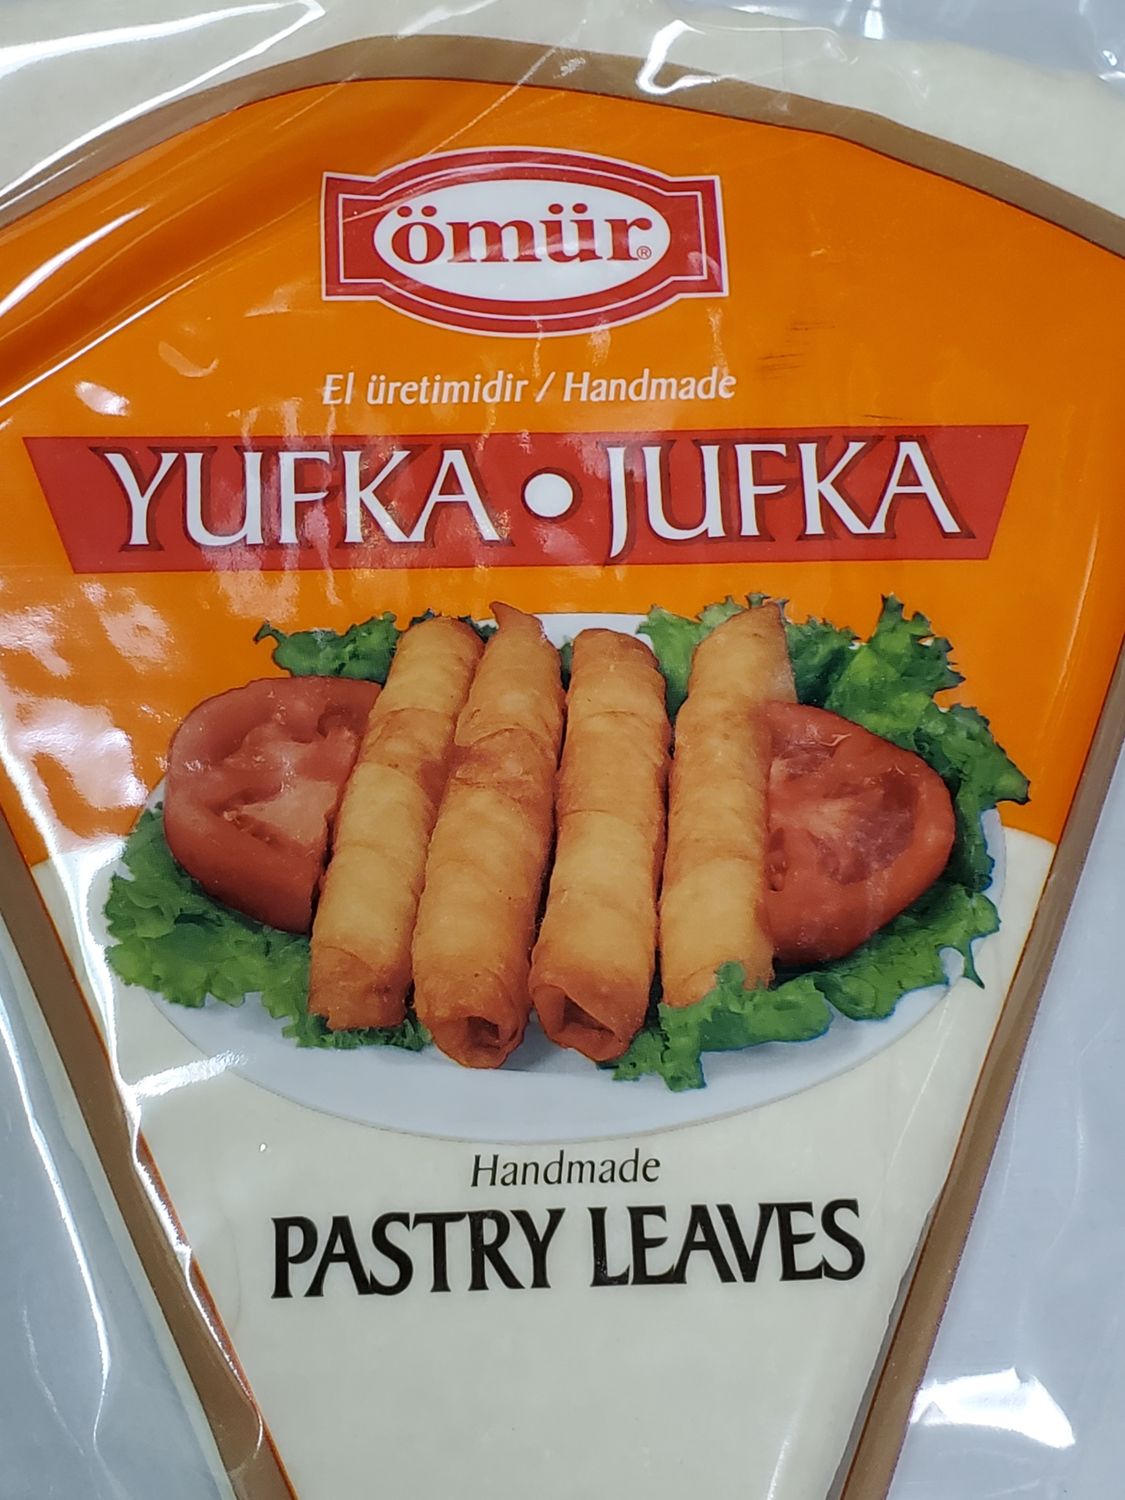 ömür®
El üretimidir / Handmade
YUFKA • JUFKA
Handmade
PASTRY LEAVES